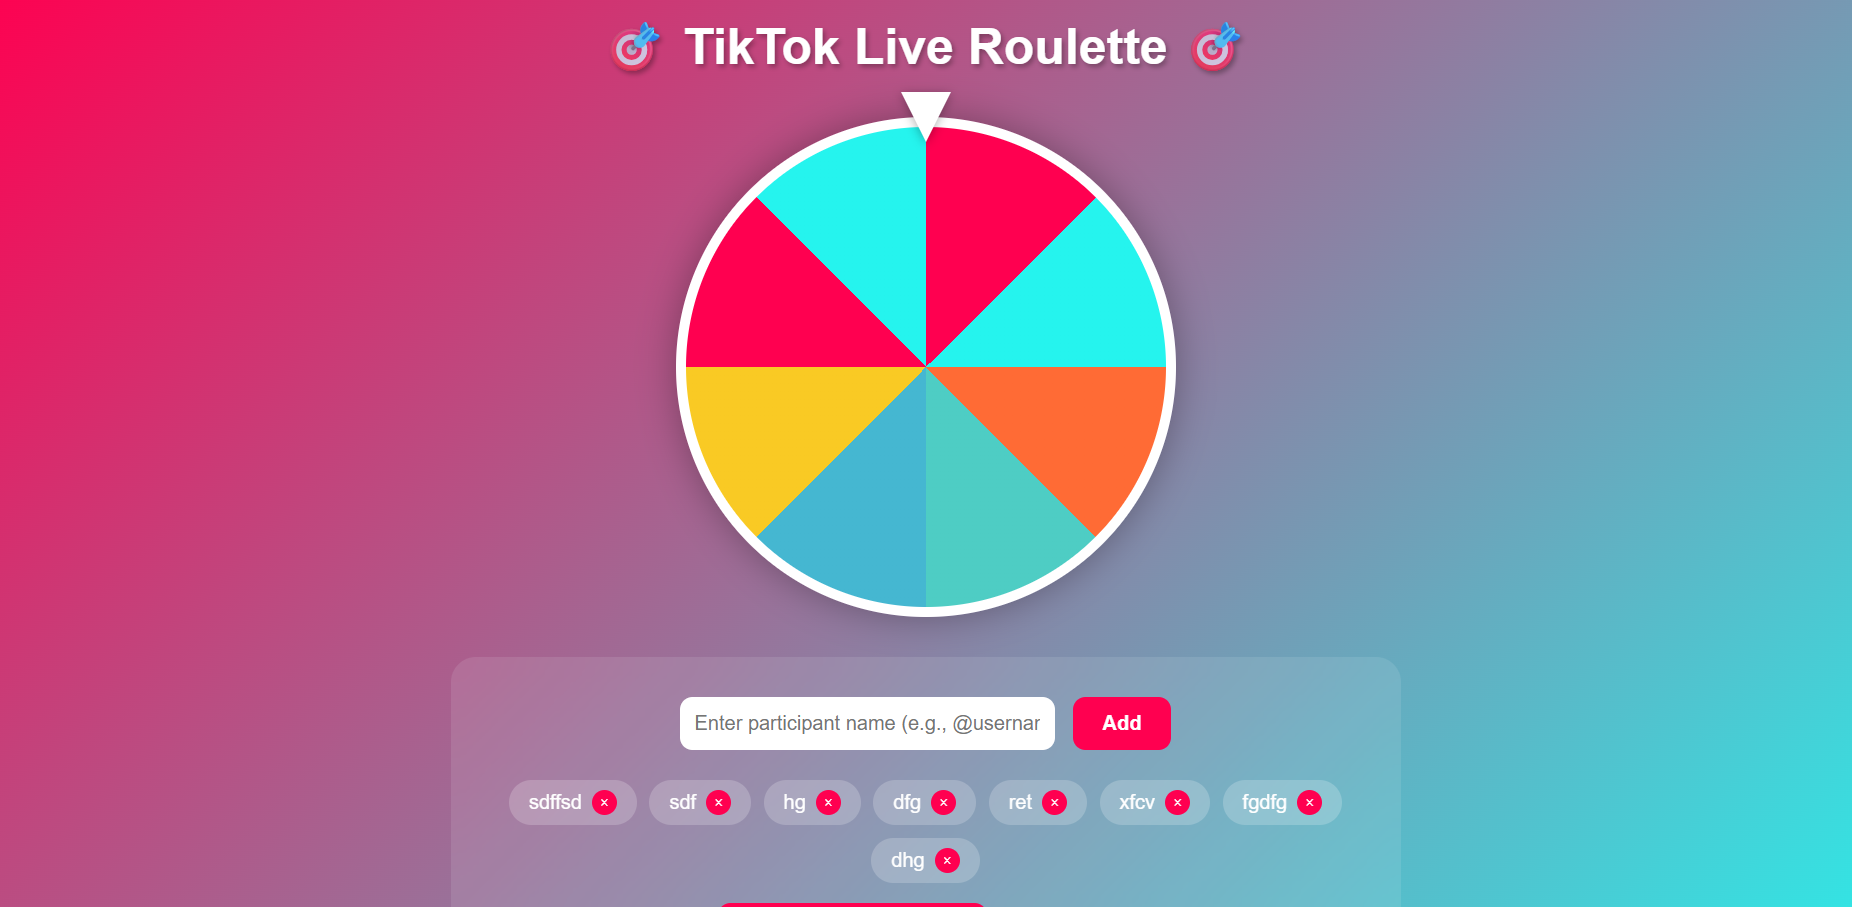 🎯 TikTok Live Roulette 🎯
Enter participant name (e.g., @usernar
Add
sdffsd × sdf × hg × dfg × ret × xfcv × fgdfg ×
dhg ×